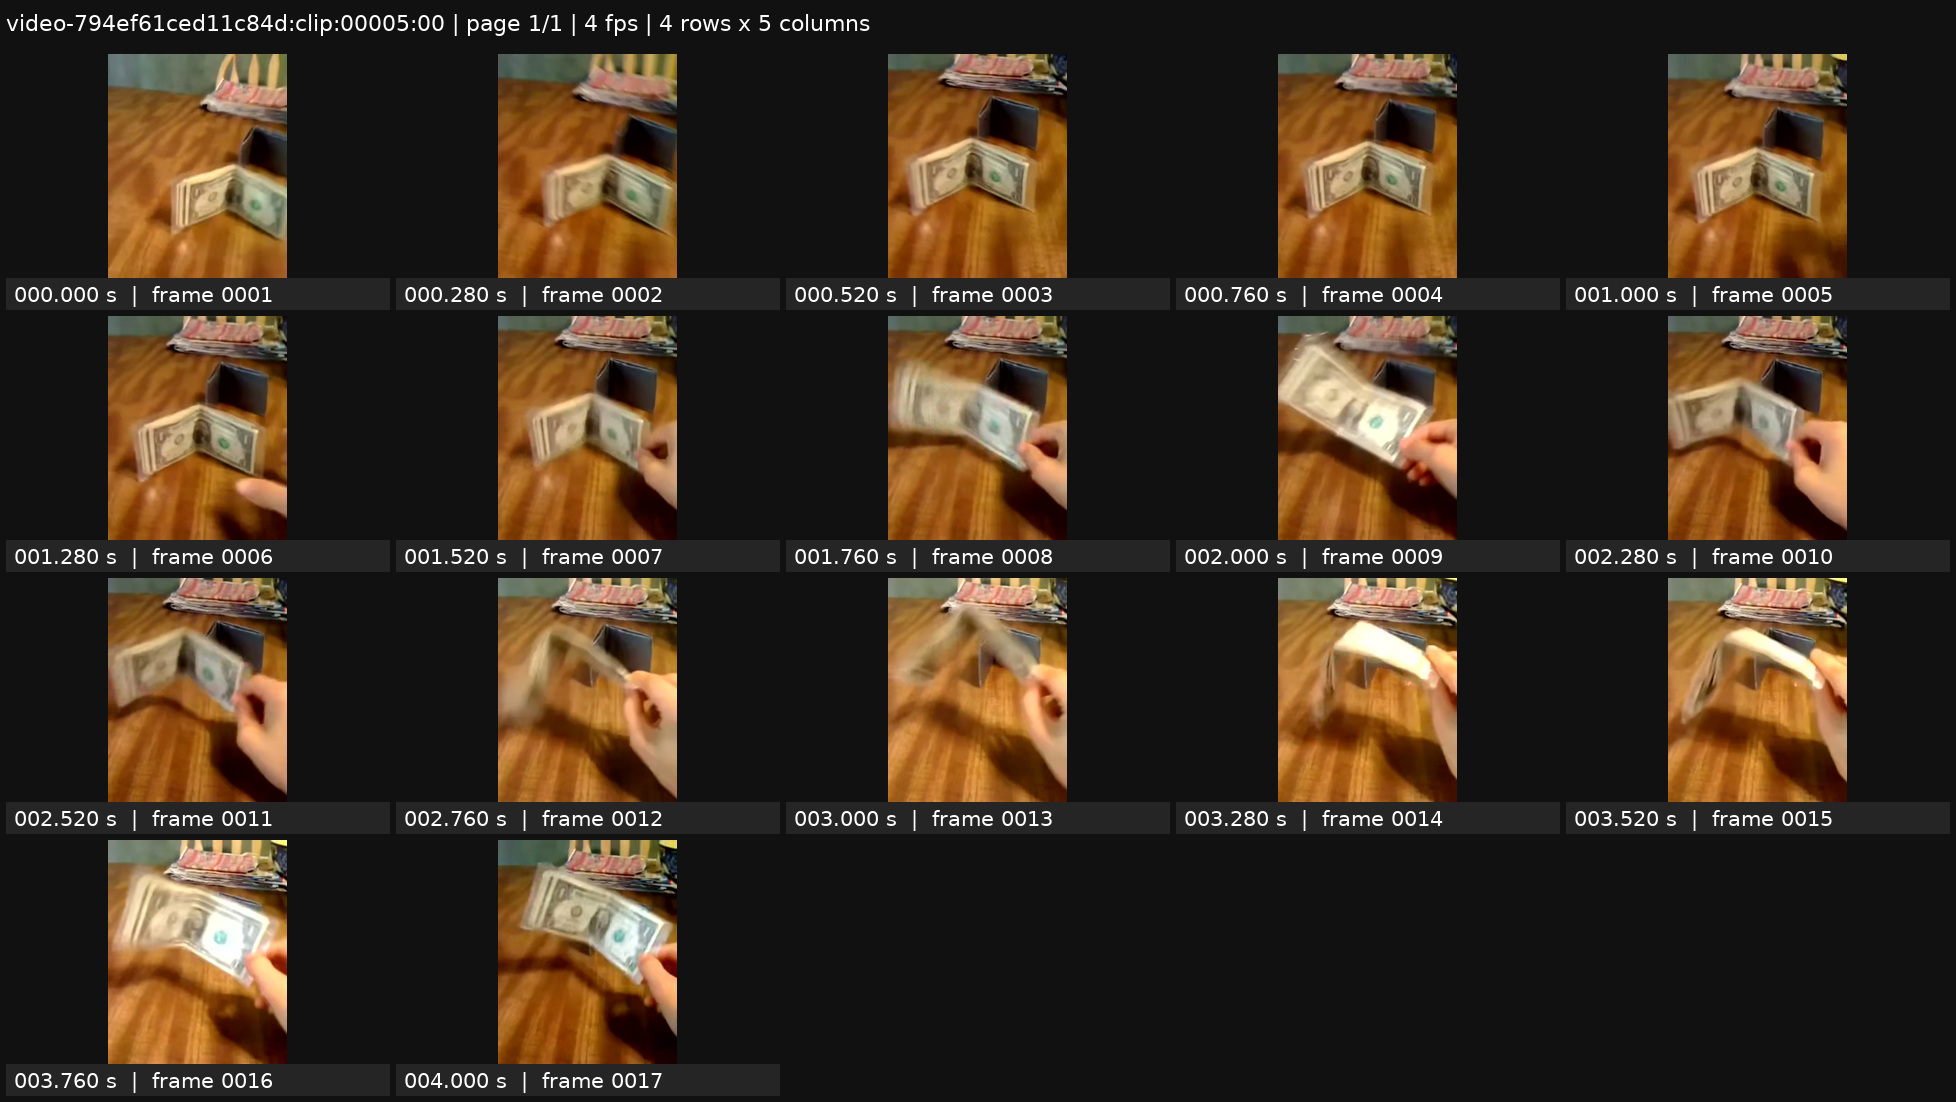 video-794ef61ced11c84d:clip:00005:00 | page 1/1 | 4 fps | 4 rows x 5 columns
000.000 s | frame 0001
000.280 s | frame 0002
000.520 s | frame 0003
000.760 s | frame 0004
001.000 s | frame 0005
001.280 s | frame 0006
001.520 s | frame 0007
001.760 s | frame 0008
002.000 s | frame 0009
002.280 s | frame 0010
002.520 s | frame 0011
002.760 s | frame 0012
003.000 s | frame 0013
003.280 s | frame 0014
003.520 s | frame 0015
003.760 s | frame 0016
004.000 s | frame 0017